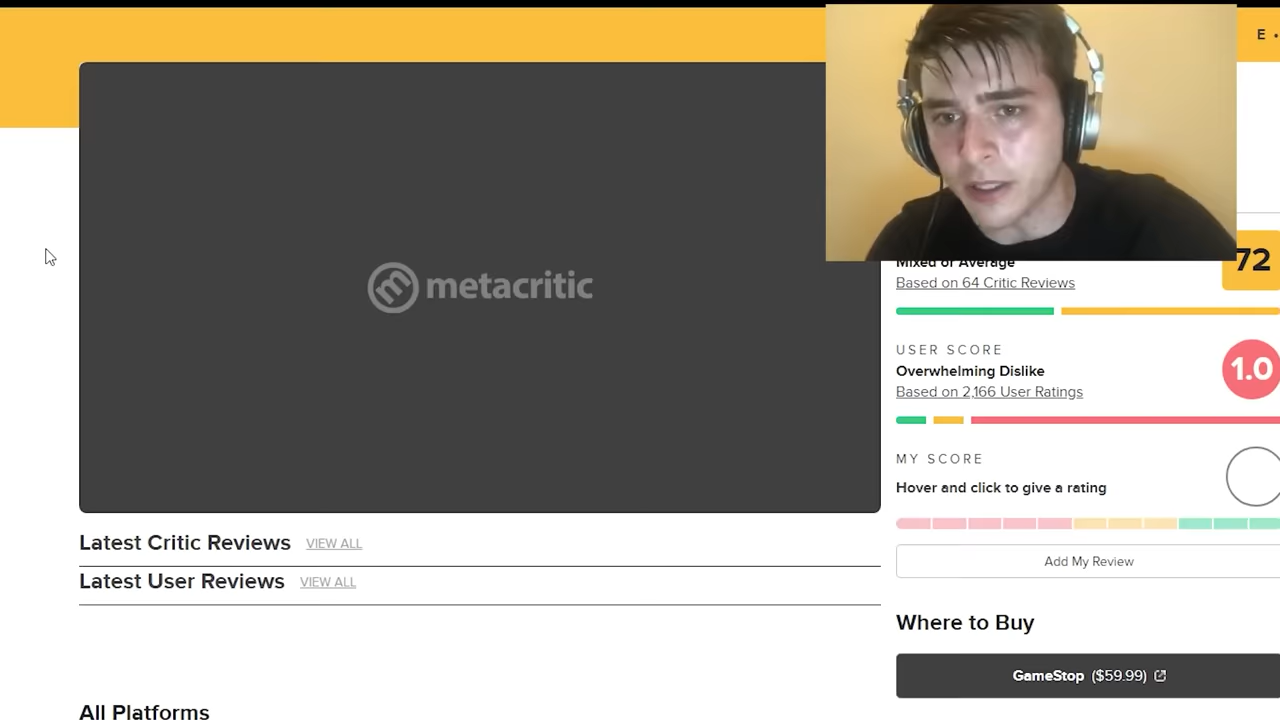 E •
metacritic
Mixed or Average
72
Based on 64 Critic Reviews
USER SCORE
Overwhelming Dislike
1.0
Based on 2,166 User Ratings
MY SCORE
Hover and click to give a rating
Latest Critic Reviews VIEW ALL
Add My Review
Latest User Reviews VIEW ALL
Where to Buy
GameStop ($59.99)
All Platforms